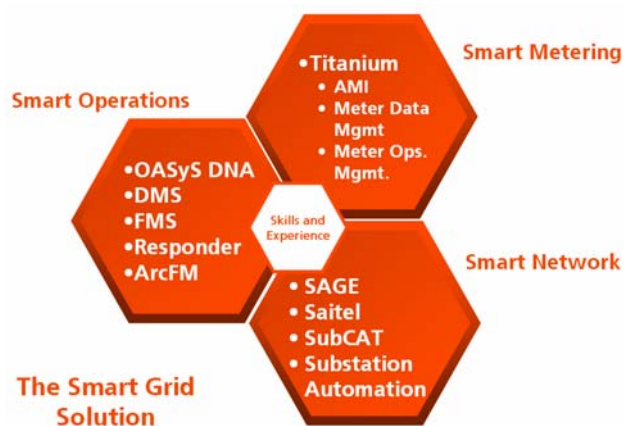 Smart Metering
•Titanium
• AMI
• Meter Data
Mgmt
• Meter Ops.
Mgmt.
Smart Operations
•OASyS DNA
•DMS
•FMS
•Responder
•ArcFM
Skills and
Experience
Smart Network
• SAGE
• Saitel
• SubCAT
• Substation
Automation
The Smart Grid
Solution